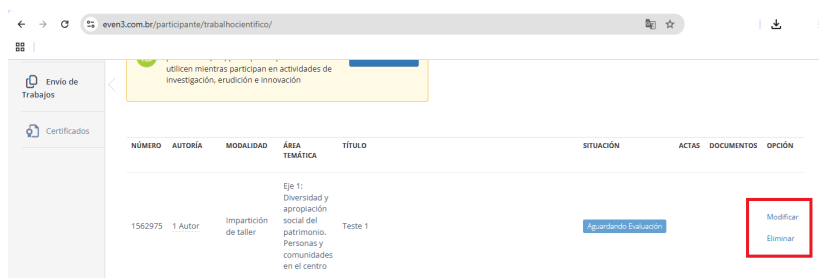 even3.com.br/participante/trabalhocientifico/
utilicen mientras participan en actividades de
investigación, erudición e innovación
Envío de
Trabajos
Certificados
NÚMERO AUTORÍA MODALIDAD ÁREA TEMÁTICA TÍTULO SITUACIÓN ACTAS DOCUMENTOS OPCIÓN
1562975 1 Autor
Impartición
de taller
Eje 1:
Diversidad y
apropiación
social del
patrimonio.
Personas y
comunidades
en el centro
Teste 1
Aguardando Evaluación
Modificar
Eliminar